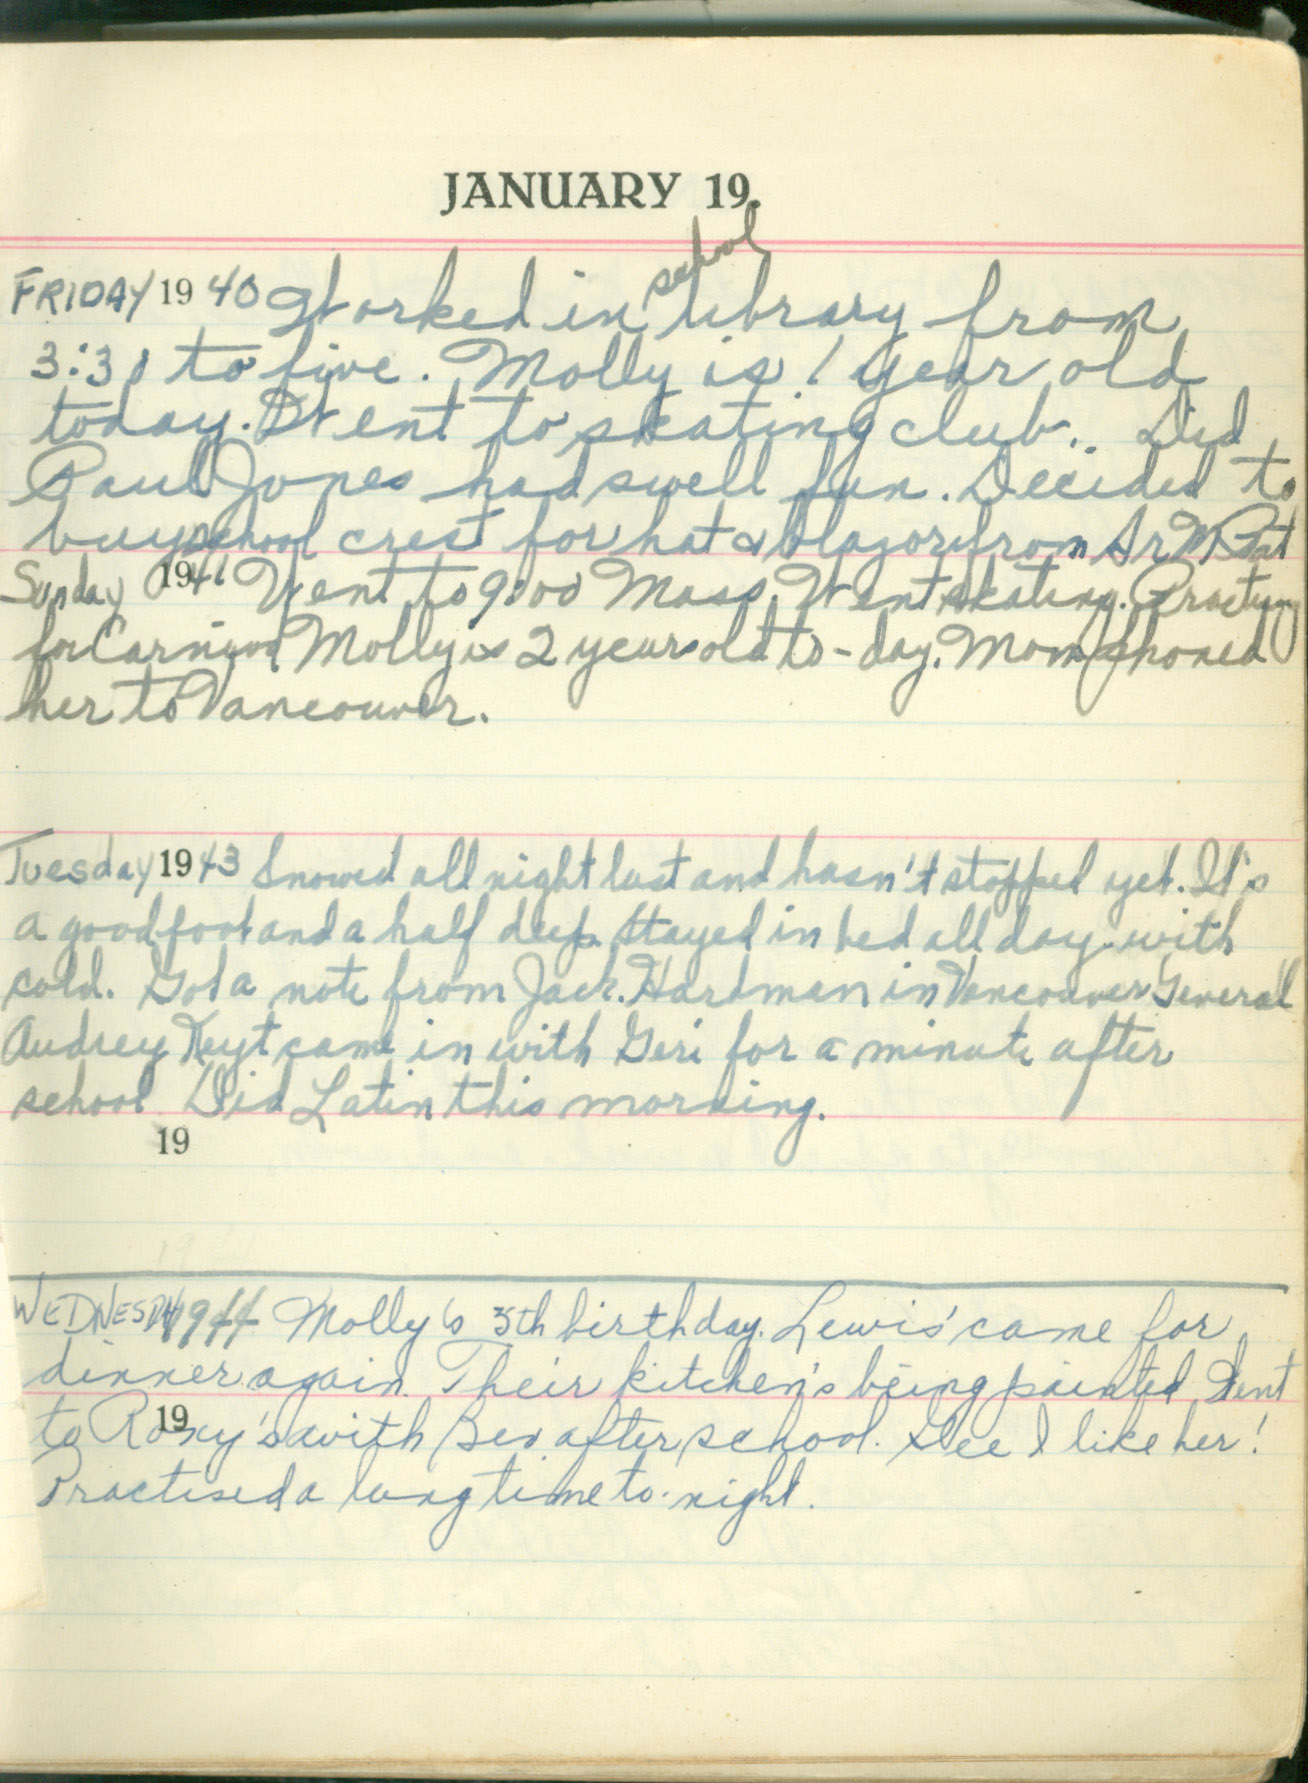 JANUARY 19.
school
FRIDAY 1940 Worked in library from
3:30 to five. Molly is 1 year old
today. Went to skating club. Did
Paul Jones had swell fun. Decided to
buy school crest for hat & blazor from Sr M Pat
Sunday 1941 Went to 9:00 Mass. Went skating. Practising
for Carnival Molly is 2 years old to-day. Mom phoned
her to Vancouver.
Tuesday 1943 Snowed all night last and hasn't stopped yet. It's
a good foot and a half deep. Stayed in bed all day with
cold. Got a note from Jack. Hardman in Vancouver General
Audrey came in with Geri for a minute after
school Did Latin this morning.
19
WEDNESDAY 1944 Molly's 5th birthday. Lewis' came for
dinner again. Their kitchen's being painted Went
19
to Roxy's with Bev after school. Gee I like her!
Practised a long time to-night.